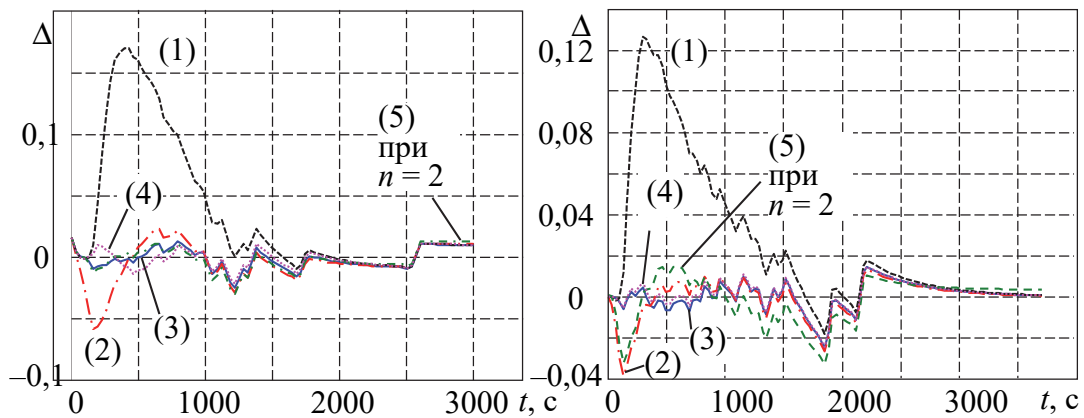 Δ
(1)
0,1
(5)
при
n = 2
(4)
0
(3)
(2)
–0,1
0 1000 2000 3000 t, с
Δ
0,12
(1)
0,08
(5)
(4)
при
n = 2
0,04
0
(2)
(3)
–0,04
0 1000 2000 3000 t, с